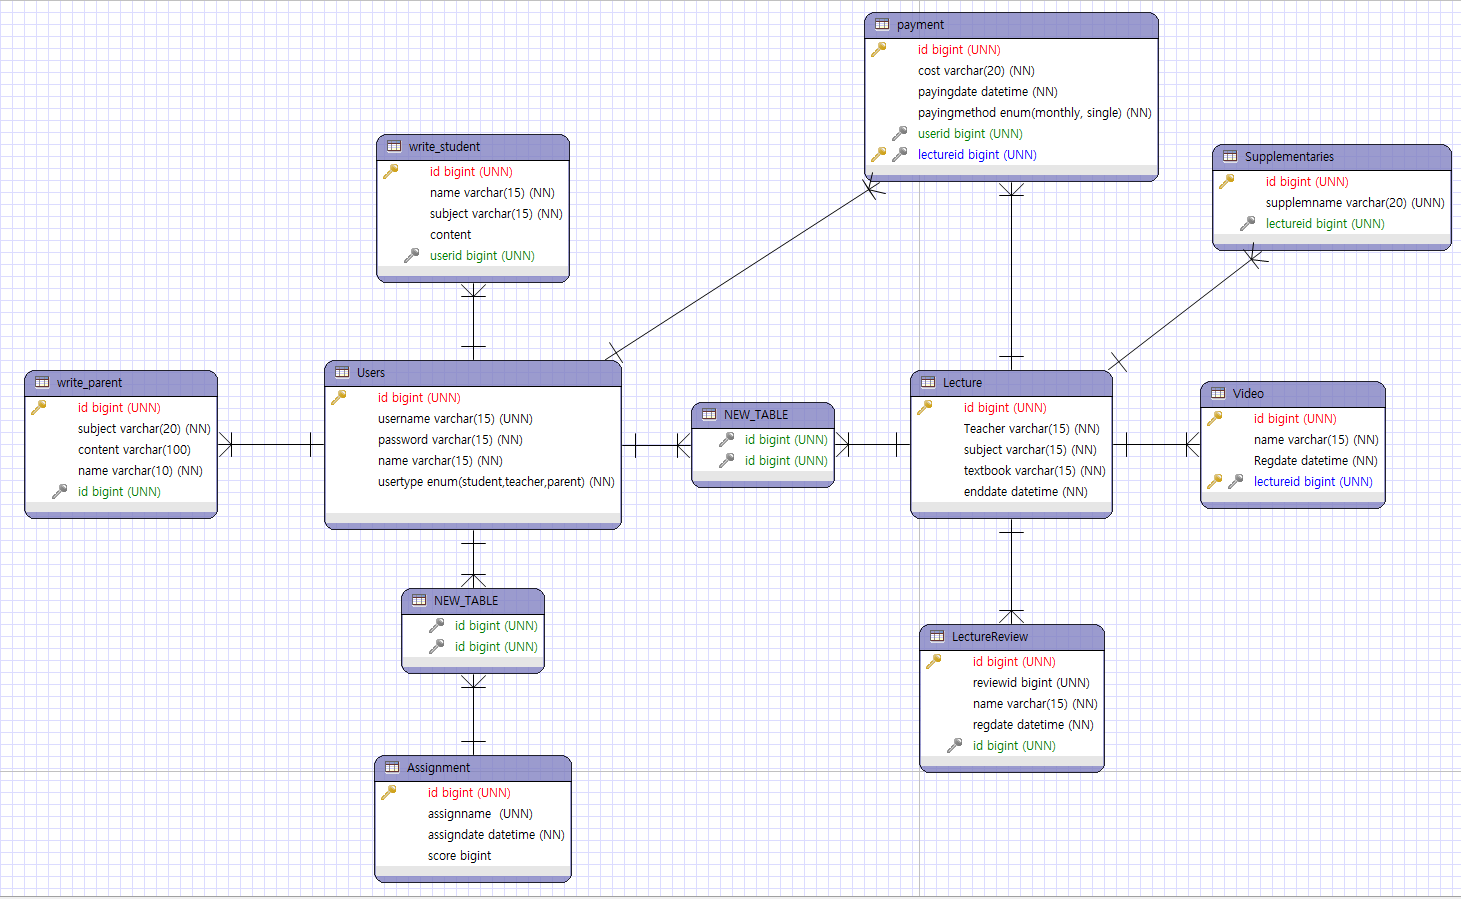 payment
id bigint (UNN)
cost varchar(20) (NN)
payingdate datetime (NN)
payingmethod enum(monthly, single) (NN)
userid bigint (UNN)
lectureid bigint (UNN)
write_student
id bigint (UNN)
name varchar(15) (NN)
subject varchar(15) (NN)
content
userid bigint (UNN)
Supplementaries
id bigint (UNN)
supplemname varchar(20) (UNN)
lectureid bigint (UNN)
write_parent
id bigint (UNN)
subject varchar(20) (NN)
content varchar(100)
name varchar(10) (NN)
id bigint (UNN)
Users
id bigint (UNN)
username varchar(15) (UNN)
password varchar(15) (NN)
name varchar(15) (NN)
usertype enum(student,teacher,parent) (NN)
NEW_TABLE
id bigint (UNN)
id bigint (UNN)
Lecture
id bigint (UNN)
Teacher varchar(15) (NN)
subject varchar(15) (NN)
textbook varchar(15) (NN)
enddate datetime (NN)
Video
id bigint (UNN)
name varchar(15) (NN)
Regdate datetime (NN)
lectureid bigint (UNN)
NEW_TABLE
id bigint (UNN)
id bigint (UNN)
LectureReview
id bigint (UNN)
reviewid bigint (UNN)
name varchar(15) (NN)
regdate datetime (NN)
id bigint (UNN)
Assignment
id bigint (UNN)
assignname (UNN)
assigndate datetime (NN)
score bigint